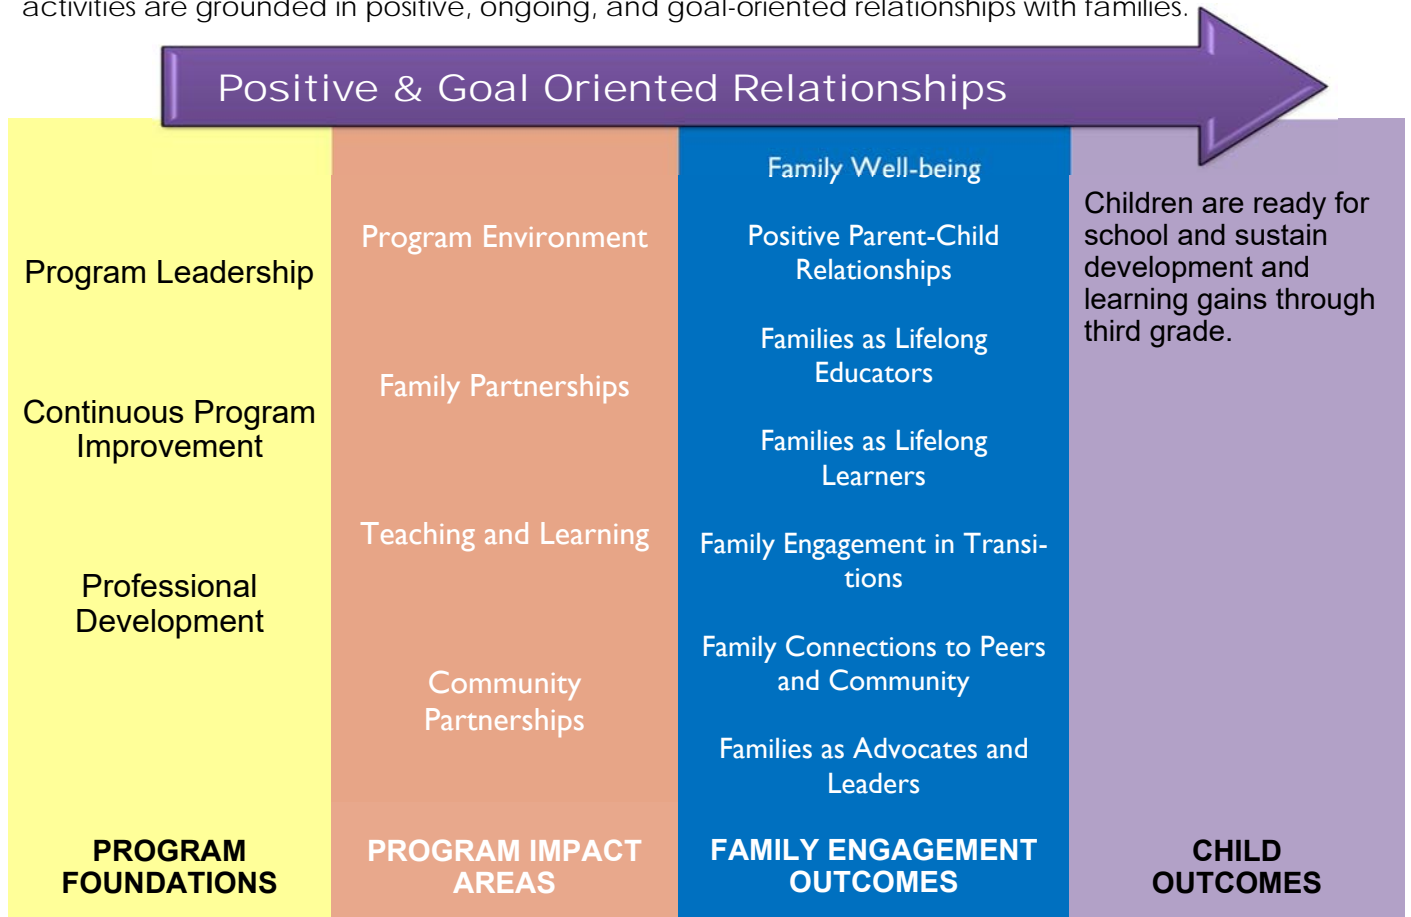 activities are grounded in positive, ongoing, and goal-oriented relationships with families.
Positive & Goal Oriented Relationships
Program Leadership
Continuous Program
Improvement
Professional
Development
PROGRAM
FOUNDATIONS
Program Environment
Family Partnerships
Teaching and Learning
Community
Partnerships
PROGRAM IMPACT
AREAS
Family Well-being
Positive Parent-Child
Relationships
Families as Lifelong
Educators
Families as Lifelong
Learners
Family Engagement in Transi-
tions
Family Connections to Peers
and Community
Families as Advocates and
Leaders
FAMILY ENGAGEMENT
OUTCOMES
Children are ready for
school and sustain
development and
learning gains through
third grade.
CHILD
OUTCOMES